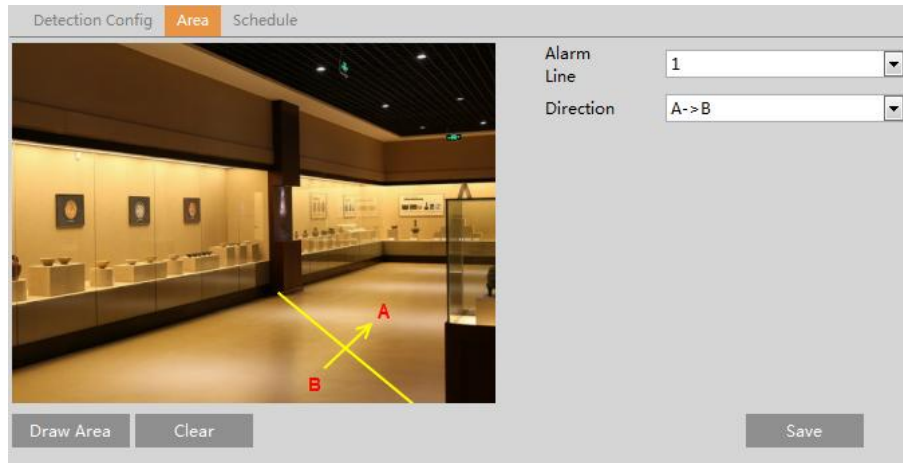 Detection Config Area Schedule
Alarm
Line
1
Direction A->B
A
B
Draw Area Clear Save